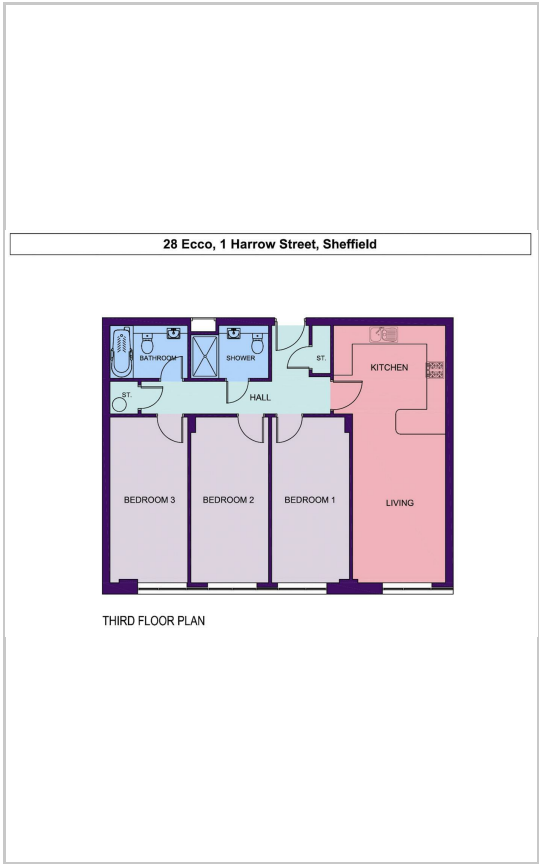 28 Ecco, 1 Harrow Street, Sheffield
BATHROOM
SHOWER
ST.
KITCHEN
ST.
HALL
BEDROOM 3
BEDROOM 2
BEDROOM 1
LIVING
THIRD FLOOR PLAN